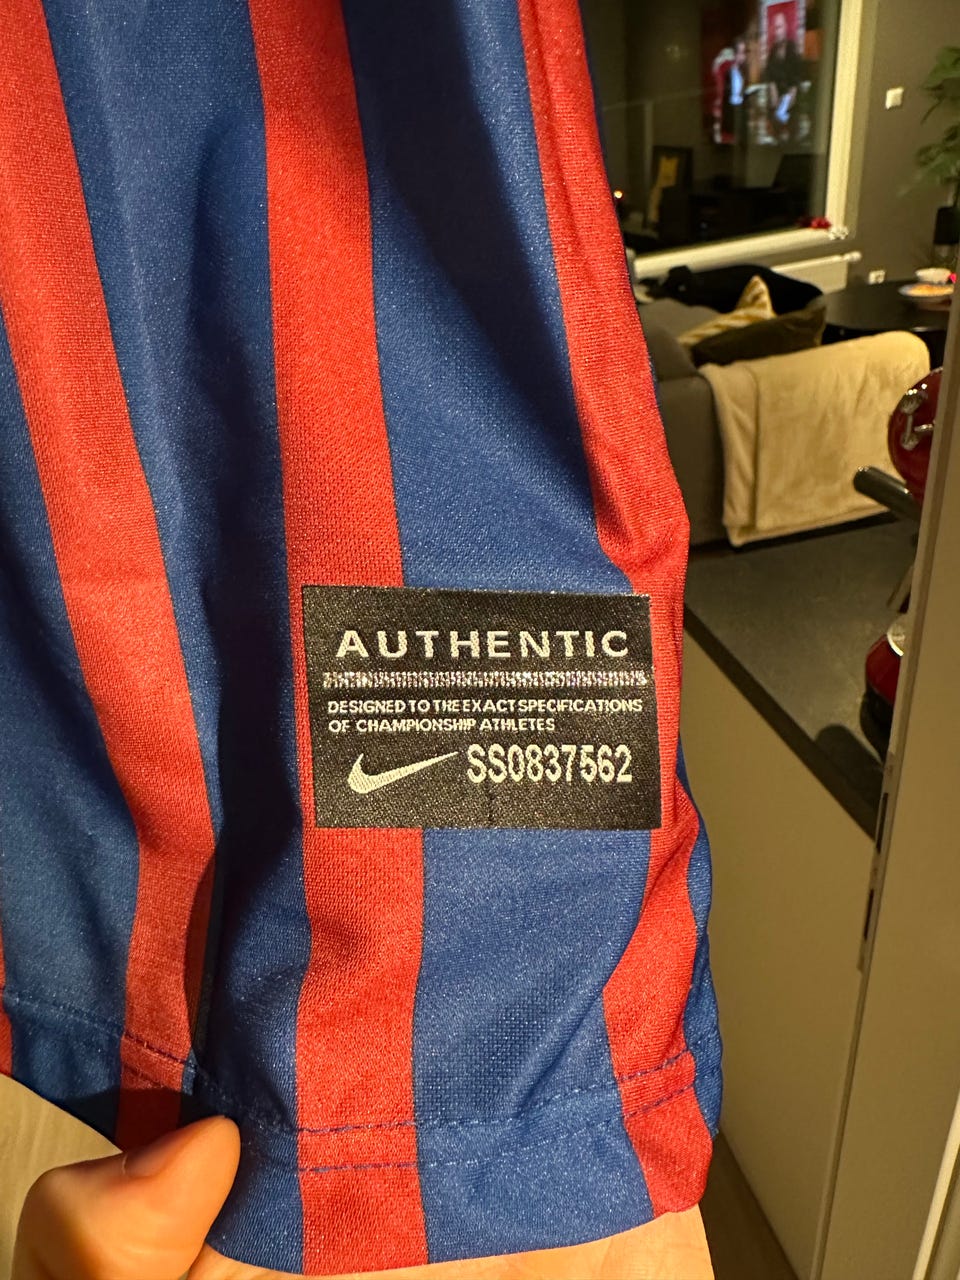 AUTHENTIC
DESIGNED TO THE EXACT SPECIFICATIONS
OF CHAMPIONSHIP ATHLETES
SS0837562